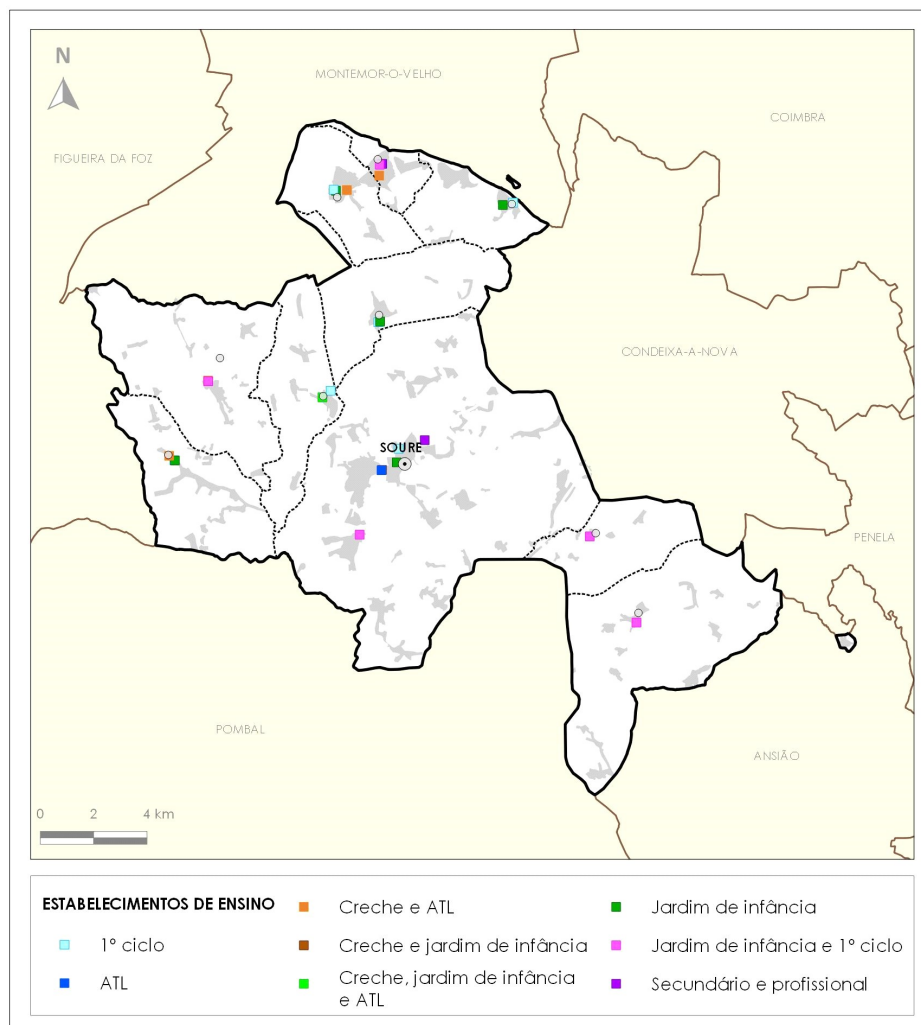 N
MONTEMOR-O-VELHO
COIMBRA
FIGUEIRA DA FOZ
CONDEIXA-A-NOVA
SOURE
PENELA
POMBAL
ANSIÃO
0 2 4 km
ESTABELECIMENTOS DE ENSINO
1º ciclo
ATL
Creche e ATL
Creche e jardim de infância
Creche, jardim de infância
e ATL
Jardim de infância
Jardim de infância e 1º ciclo
Secundário e profissional